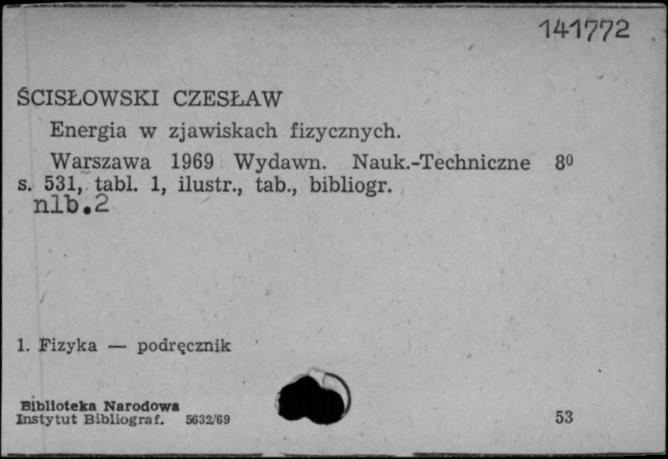 141772
ŚCISŁOWSKI CZESŁAW
Energia w zjawiskach fizycznych.
Warszawa 1969 Wydawn. Nauk.-Techniczne 8⁰
s. 531, tabl. 1, ilustr., tab., bibliogr.
nlb.2
1. Fizyka — podręcznik
Biblioteka Narodowa
Instytut Bibliograf. 5632/69
53